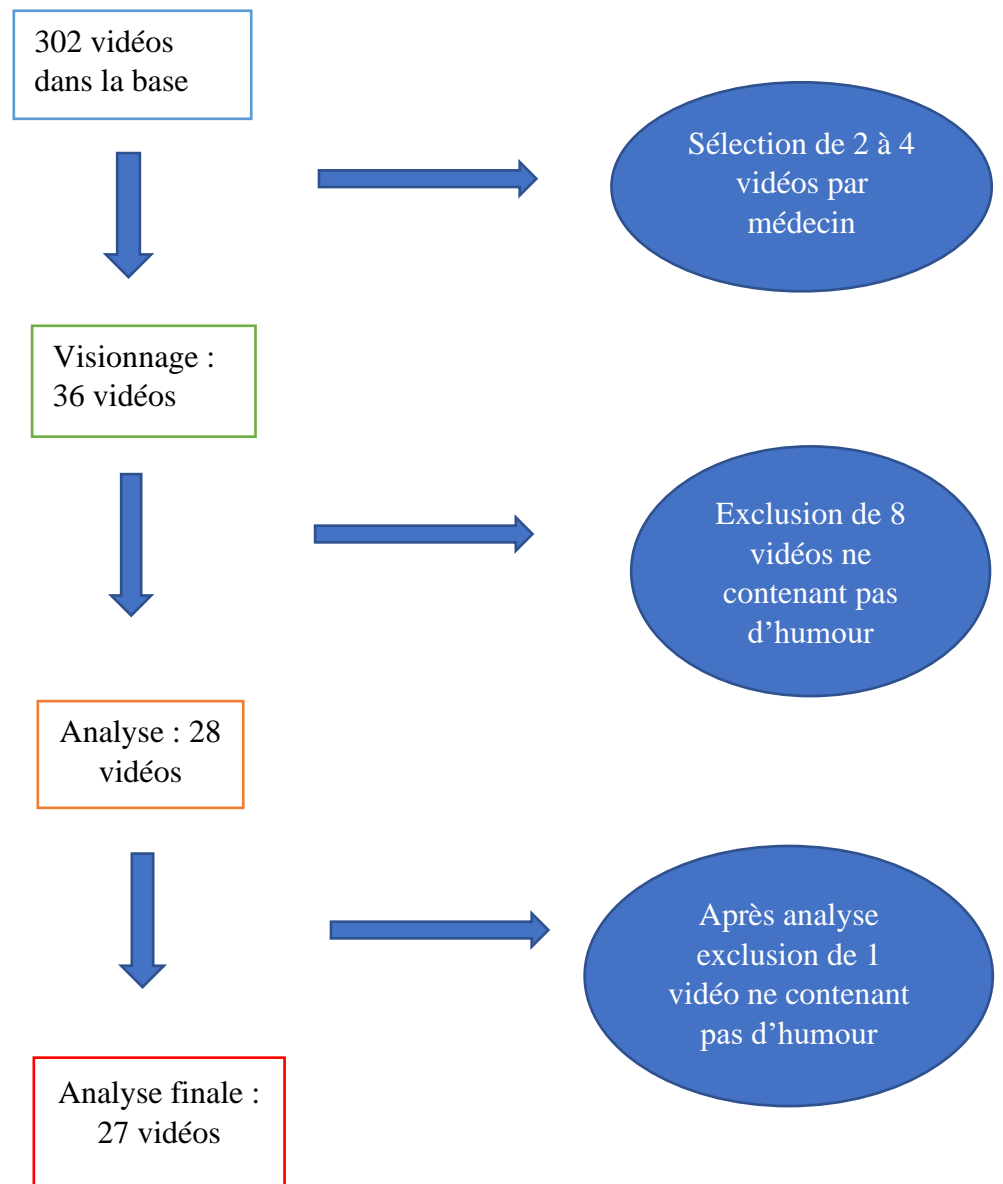 302 vidéos
dans la base
Sélection de 2 à 4
vidéos par
médecin
Visionnage :
36 vidéos
Exclusion de 8
vidéos ne
contenant pas
d’humour
Analyse : 28
vidéos
Après analyse
exclusion de 1
vidéo ne contenant
pas d’humour
Analyse finale :
27 vidéos